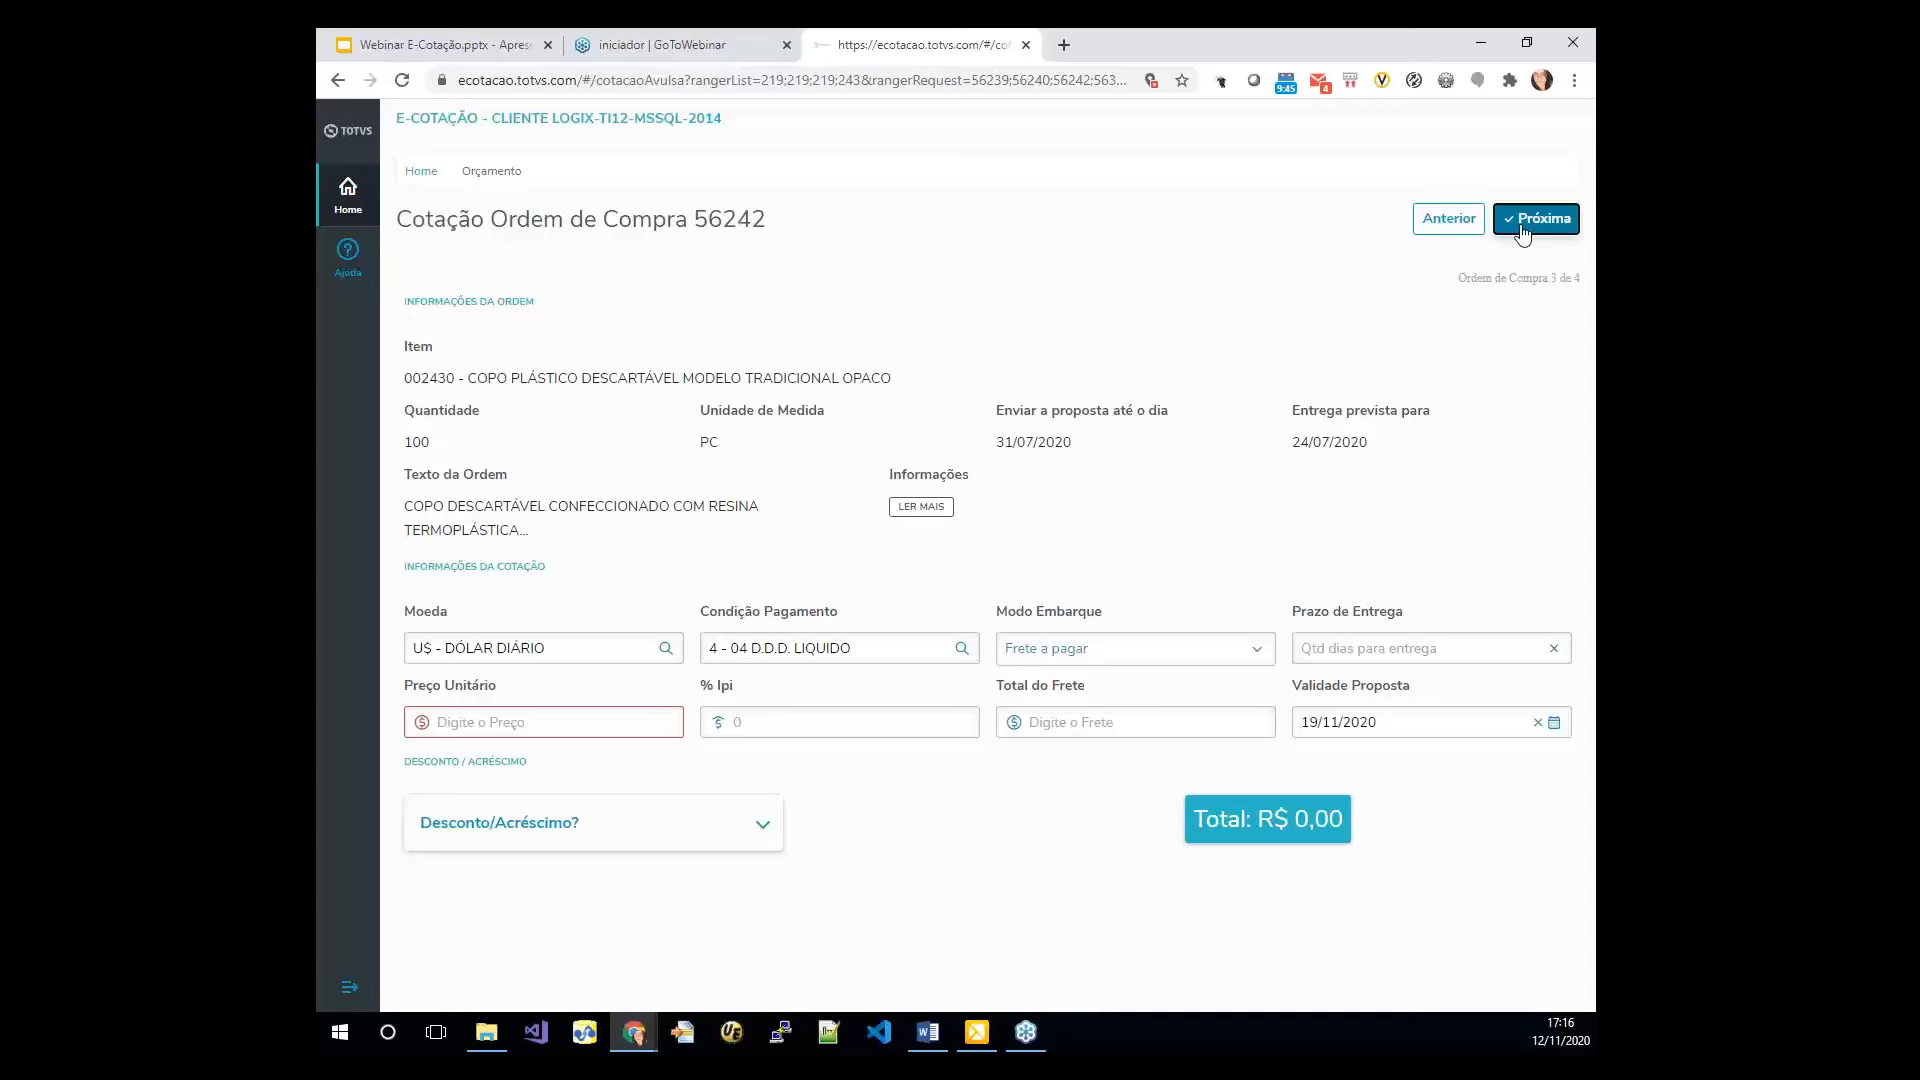 Webinar E-Cotação.pptx - Apres
iniciador | GoToWebinar
https://ecotacao.totvs.com/#/cot
ecotacao.totvs.com/#/cotacaoAvulsa?rangerList=219;219;219;243&rangerRequest=56239;56240;56242;563...
9:45
4
TOTVS
E-COTAÇÃO - CLIENTE LOGIX-TI12-MSSQL-2014
Home
Orçamento
Home
Ajuda
Cotação Ordem de Compra 56242
Anterior
Próxima
Ordem de Compra 3 de 4
INFORMAÇÕES DA ORDEM
Item
002430 - COPO PLÁSTICO DESCARTÁVEL MODELO TRADICIONAL OPACO
Quantidade
Unidade de Medida
Enviar a proposta até o dia
Entrega prevista para
100
PC
31/07/2020
24/07/2020
Texto da Ordem
Informações
COPO DESCARTÁVEL CONFECCIONADO COM RESINA
TERMOPLÁSTICA...
LER MAIS
INFORMAÇÕES DA COTAÇÃO
Moeda
Condição Pagamento
Modo Embarque
Prazo de Entrega
U$ - DÓLAR DIÁRIO
4 - 04 D.D.D. LIQUIDO
Frete a pagar
Qtd dias para entrega
Preço Unitário
% Ipi
Total do Frete
Validade Proposta
Digite o Preço
0
Digite o Frete
19/11/2020
DESCONTO / ACRÉSCIMO
Desconto/Acréscimo?
Total: R$ 0,00
17:16
12/11/2020